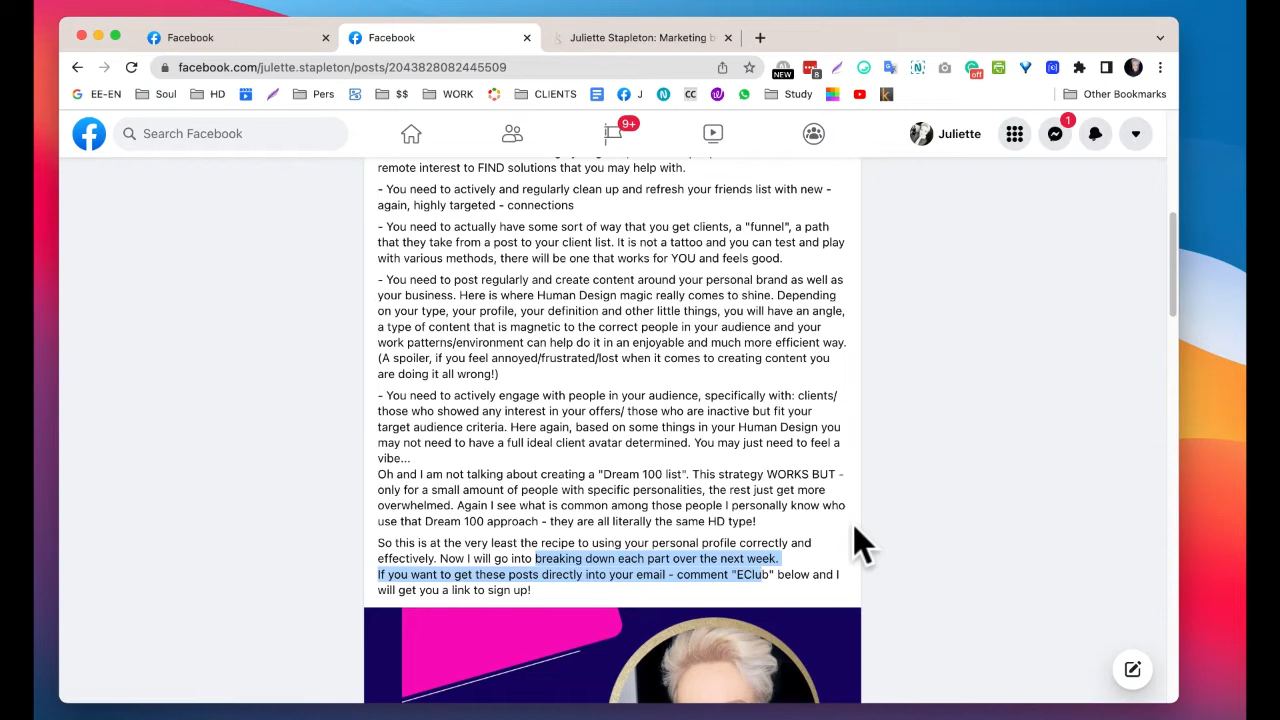 Facebook
Facebook
Juliette Stapleton: Marketing b
facebook.com/julette.stapleton/posts/2043828082445509
NEW
8
off
EE-EN
Soul
HD
Pers
$$
WORK
CLIENTS
J
CC
Study
Other Bookmarks
Search Facebook
9+
Juliette
1
remote interest to FIND solutions that you may help with.
- You need to actively and regularly clean up and refresh your friends list with new -
again, highly targeted - connections
- You need to actually have some sort of way that you get clients, a "funnel", a path
that they take from a post to your client list. It is not a tattoo and you can test and play
with various methods, there will be one that works for YOU and feels good.
- You need to post regularly and create content around your personal brand as well as
your business. Here is where Human Design magic really comes to shine. Depending
on your type, your profile, your definition and other little things, you will have an angle,
a type of content that is magnetic to the correct people in your audience and your
work patterns/environment can help do it in an enjoyable and much more efficient way.
(A spoiler, if you feel annoyed/frustrated/lost when it comes to creating content you
are doing it all wrong!)
- You need to actively engage with people in your audience, specifically with: clients/
those who showed any interest in your offers/ those who are inactive but fit your
target audience criteria. Here again, based on some things in your Human Design you
may not need to have a full ideal client avatar determined. You may just need to feel a
vibe...
Oh and I am not talking about creating a "Dream 100 list". This strategy WORKS BUT -
only for a small amount of people with specific personalities, the rest just get more
overwhelmed. Again I see what is common among those people I personally know who
use that Dream 100 approach - they are all literally the same HD type!
So this is at the very least the recipe to using your personal profile correctly and
effectively. Now I will go into breaking down each part over the next week.
If you want to get these posts directly into your email - comment "EClub" below and I
will get you a link to sign up!